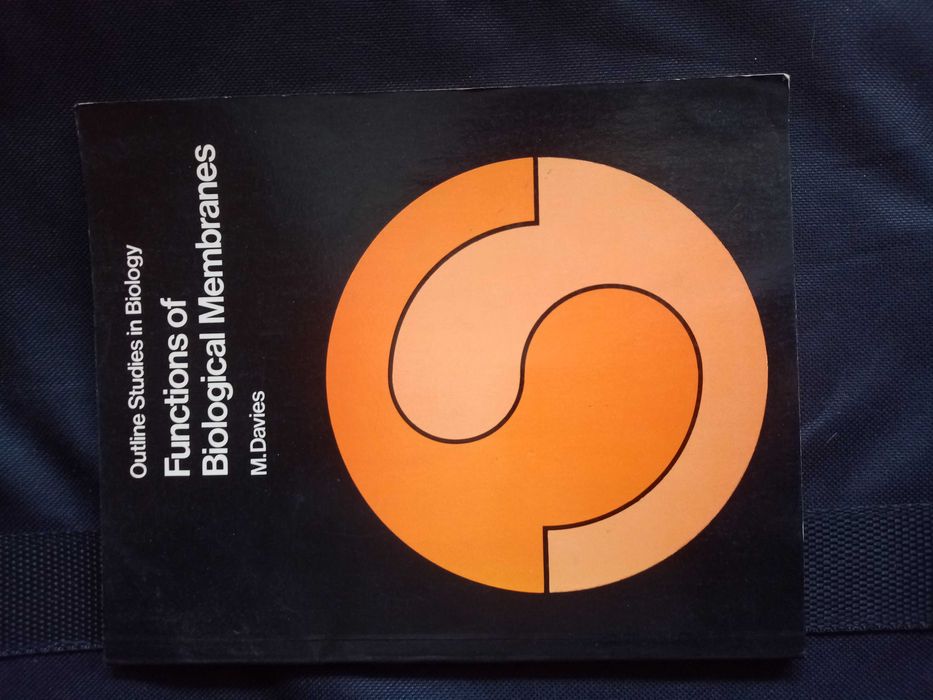 Outline Studies in Biology
Functions of
Biological Membranes
M.Davies